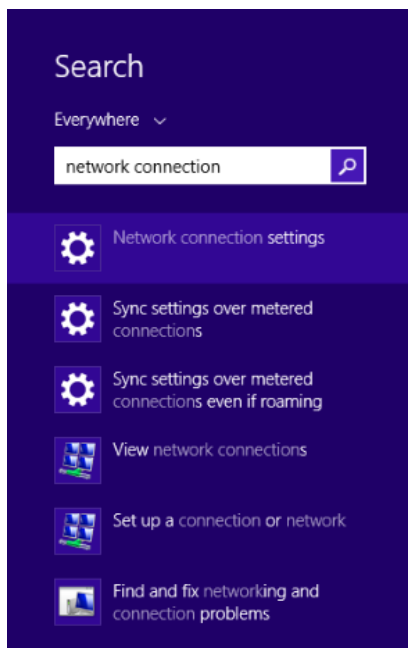 Search
Everywhere
network connection
Network connection settings
Sync settings over metered
connections
Sync settings over metered
connections even if roaming
View network connections
Set up a connection or network
Find and fix networking and
connection problems